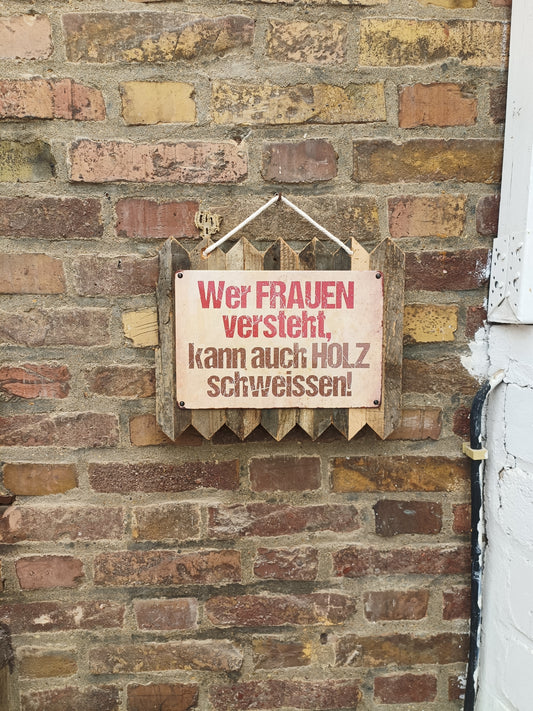 Wer FRAUEN
versteht,
kann auch HOLZ
schweissen!